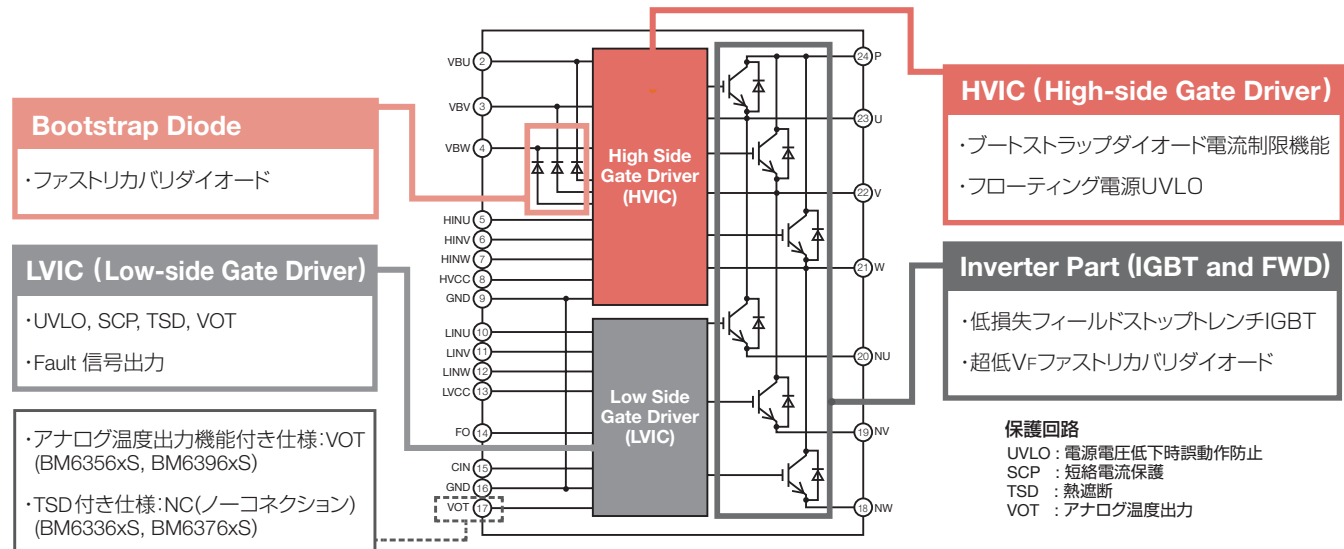 Bootstrap Diode
・ファストリカバリダイオード
LVIC (Low-side Gate Driver)
・UVLO, SCP, TSD, VOT
・Fault 信号出力
・アナログ温度出力機能付き仕様:VOT
(BM6356xS, BM6396xS)
・TSD付き仕様:NC(ノーコネクション)
(BM6336xS, BM6376xS)
VBU 2
VBV 3
VBW 4
HINU 5
HINV 6
HINW 7
HVCC 8
GND 9
LINU 10
LINV 11
LINW 12
LVCC 13
FO 14
CIN 15
GND 16
VOT 17
High Side
Gate Driver
(HVIC)
Low Side
Gate Driver
(LVIC)
24 P
23 U
22 V
21 W
20 NU
19 NV
18 NW
HVIC (High-side Gate Driver)
・ブートストラップダイオード電流制限機能
・フローティング電源UVLO
Inverter Part (IGBT and FWD)
・低損失フィールドストップトレンチIGBT
・超低VFファストリカバリダイオード
保護回路
UVLO : 電源電圧低下時誤動作防止
SCP : 短絡電流保護
TSD : 熱遮断
VOT : アナログ温度出力